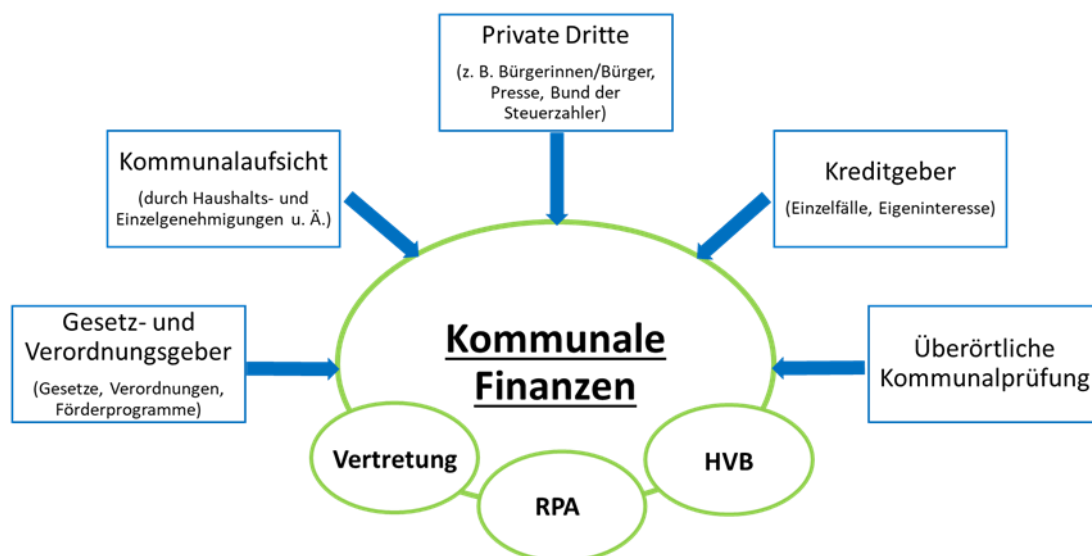 Private Dritte
(z. B. Bürgerinnen/Bürger,
Presse, Bund der
Steuerzahler)
Kommunalaufsicht
(durch Haushalts- und
Einzelgenehmigungen u. Ä.)
Kreditgeber
(Einzelfälle, Eigeninteresse)
Gesetz- und
Verordnungsgeber
(Gesetze, Verordnungen,
Förderprogramme)
Kommunale
Finanzen
Überörtliche
Kommunalprüfung
Vertretung
RPA
HVB